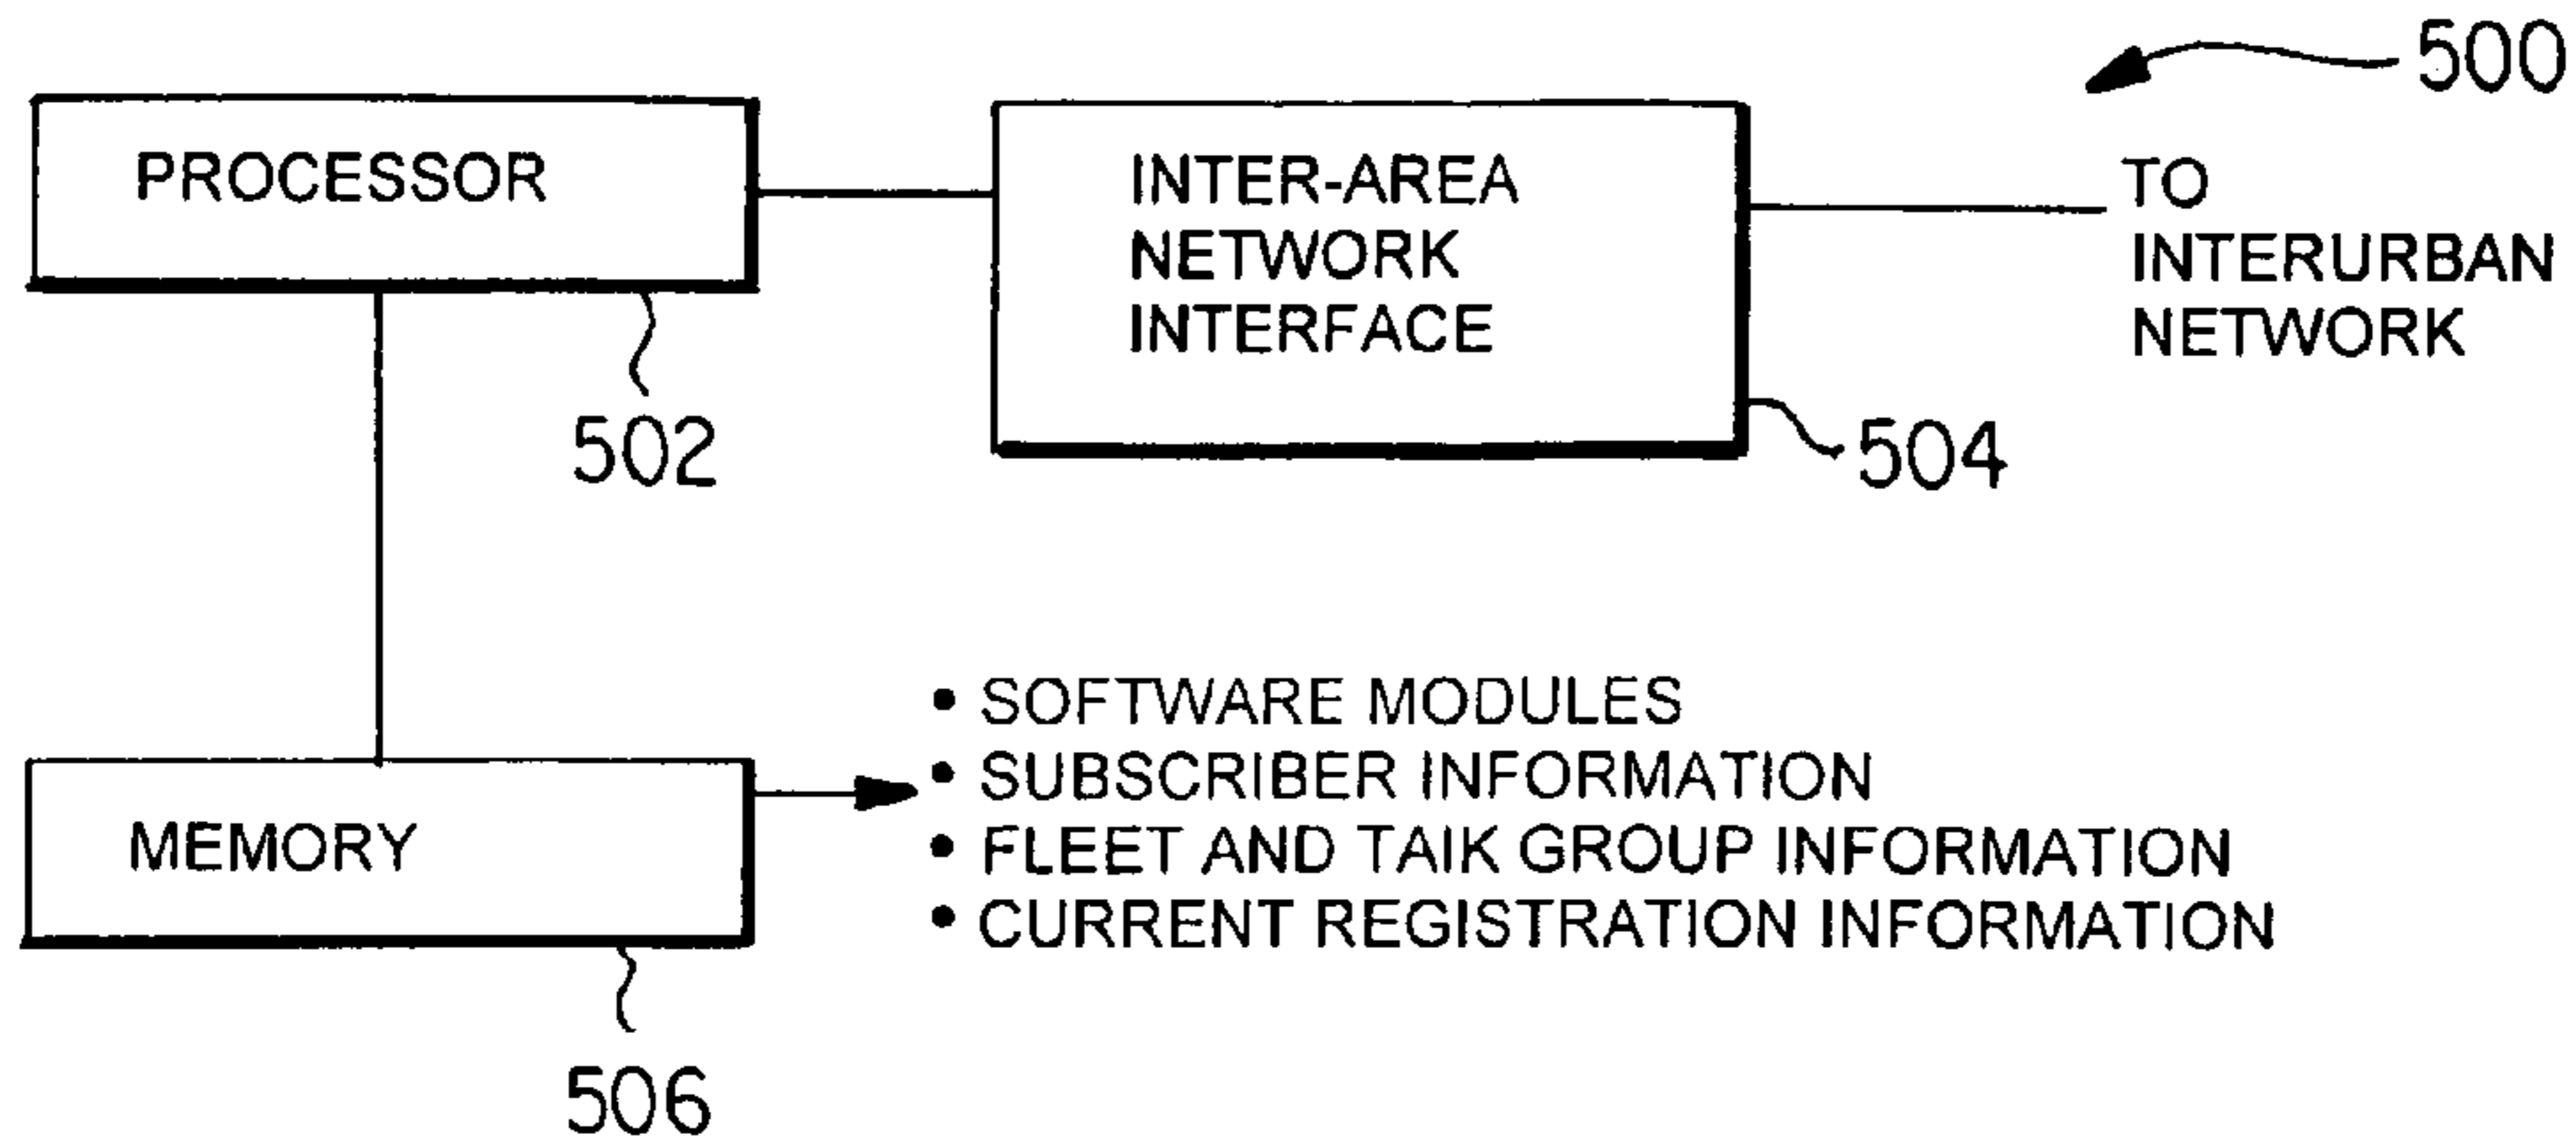 500
PROCESSOR
502
INTER-AREA
NETWORK
INTERFACE
504
TO
INTERURBAN
NETWORK
MEMORY
506
• SOFTWARE MODULES
• SUBSCRIBER INFORMATION
• FLEET AND TAIK GROUP INFORMATION
• CURRENT REGISTRATION INFORMATION